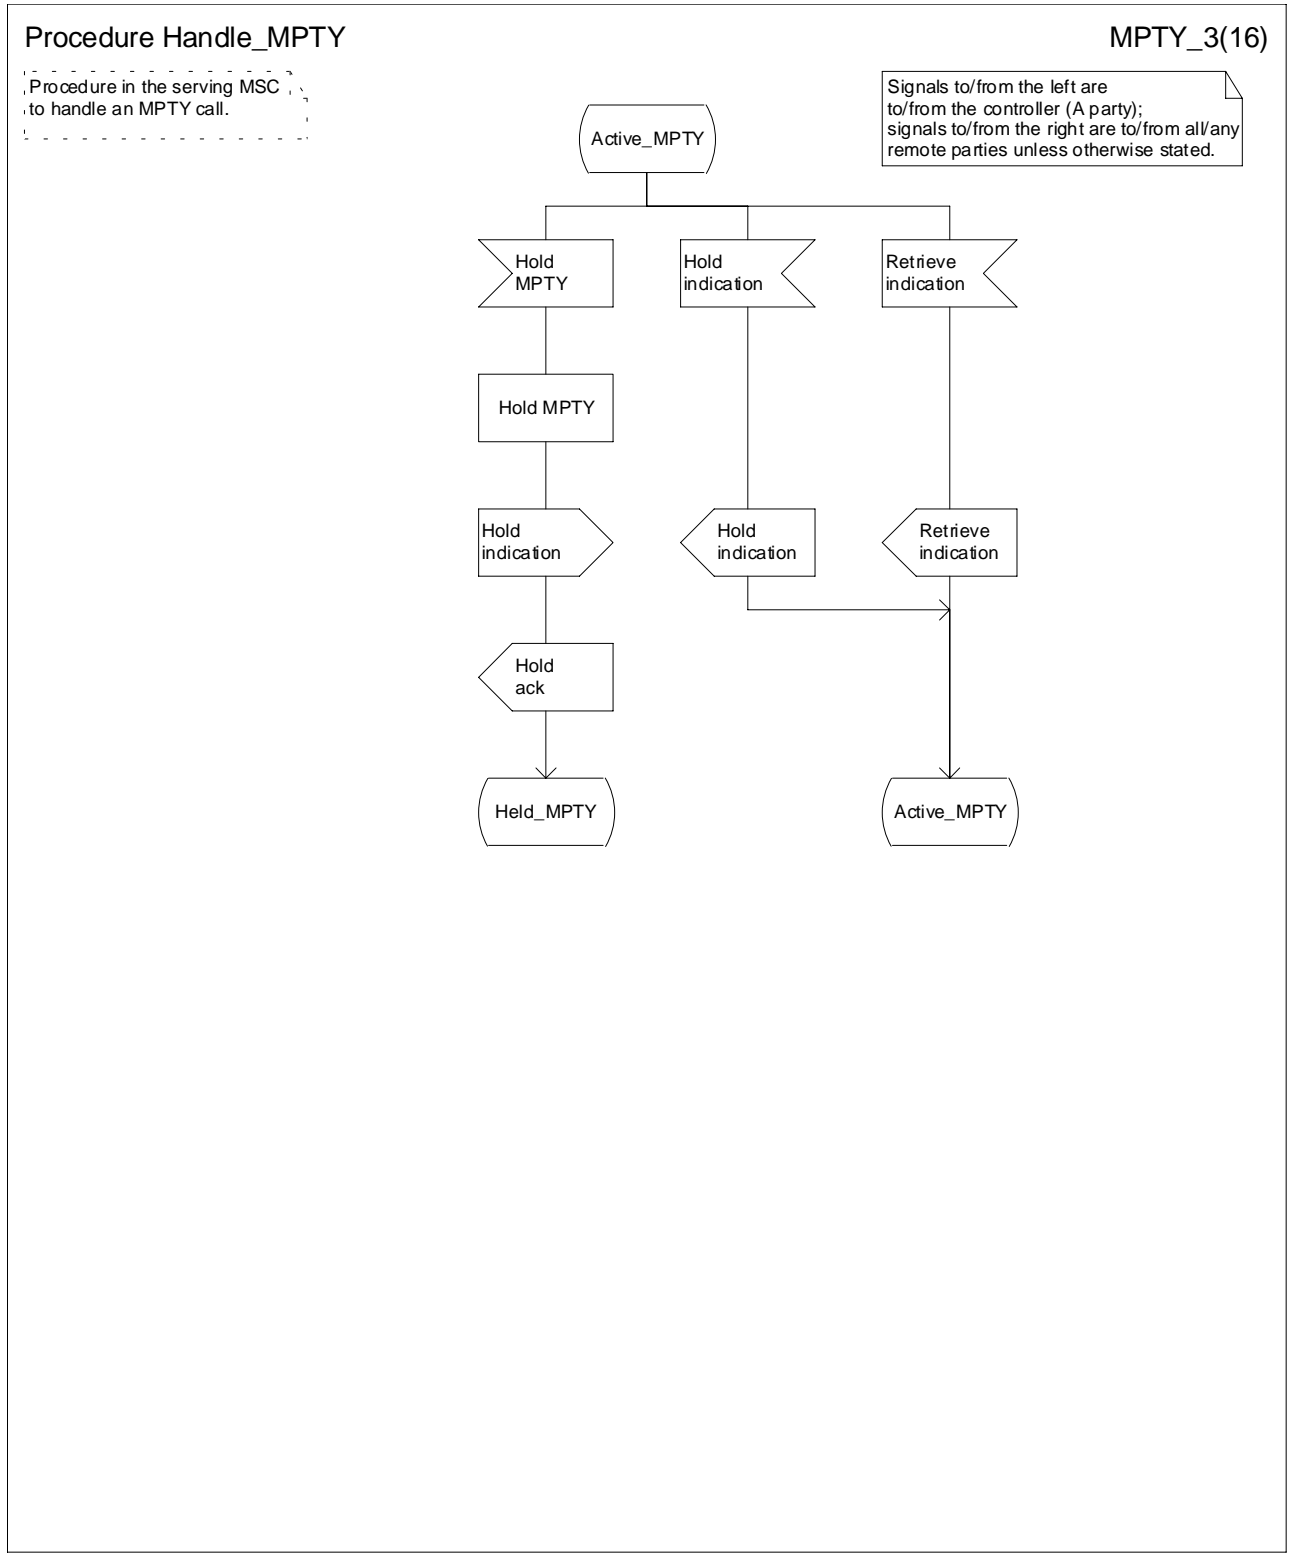 Procedure Handle_MPTY
MPTY_3(16)
Procedure in the serving MSC
to handle an MPTY call.
Signals to/from the left are
to/from the controller (A party);
signals to/from the right are to/from all/any
remote parties unless otherwise stated.
Active_MPTY
Hold
MPTY
Hold
indication
Retrieve
indication
Hold MPTY
Hold
indication
Hold
indication
Retrieve
indication
Hold
ack
Held_MPTY
Active_MPTY